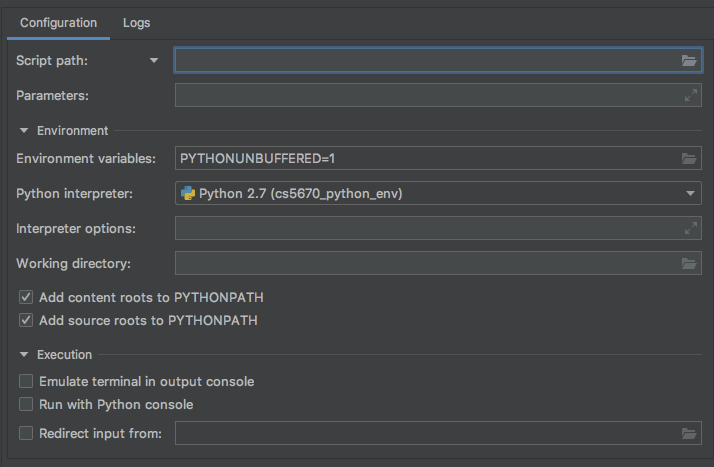 Configuration Logs
Script path:
Parameters:
Environment
Environment variables: PYTHONUNBUFFERED=1
Python interpreter: Python 2.7 (cs5670_python_env)
Interpreter options:
Working directory:
Add content roots to PYTHONPATH
Add source roots to PYTHONPATH
Execution
Emulate terminal in output console
Run with Python console
Redirect input from: